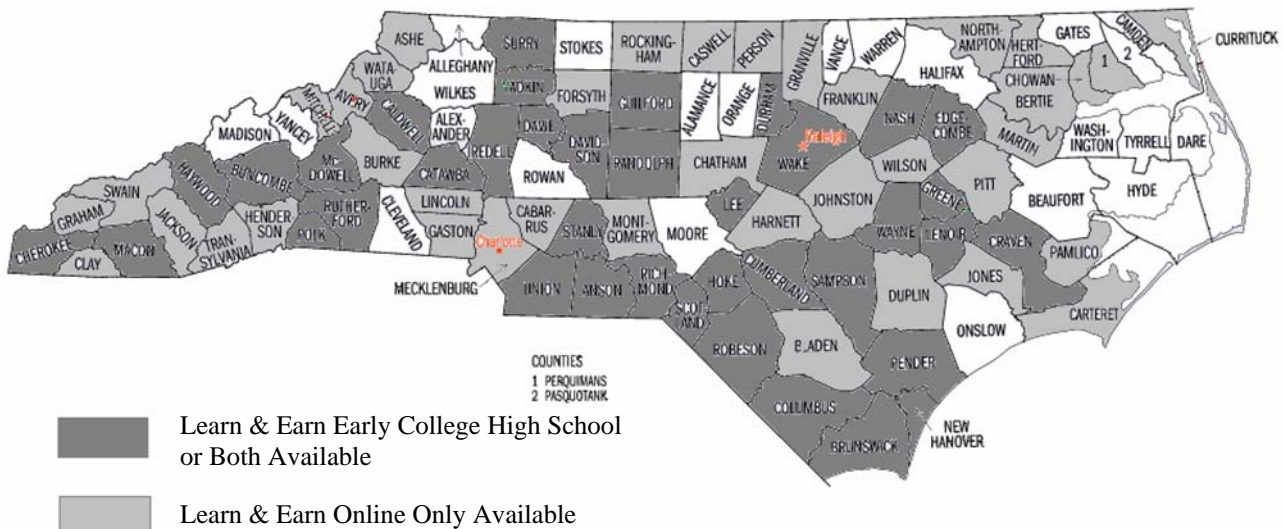 ASHE
ALLEGHANY
SURRY
STOKES
ROCKING-
HAM
CASWELL
PERSON
GRANVILLE
VANCE
WARREN
NORTH-
AMPTON
HERT-
FORD
GATES
CAMDEN
CURRITUCK
WATA-
UGA
WILKES
YADKIN
FORSYTH
GUILFORD
ALAMANCE
ORANGE
DURHAM
FRANKLIN
HALIFAX
BERTIE
CHOWAN
1
2
MITCHELL
AVERY
CALDWELL
ALEX-
ANDER
IREDELL
DAVIE
DAVID-
SON
RANDOLPH
CHATHAM
WAKE
Raleigh
NASH
EDGE-
COMBE
MARTIN
WASH-
INGTON
TYRRELL
DARE
MADISON
YANCEY
Mc-
DOWELL
BURKE
CATAWBA
ROWAN
WILSON
PITT
BEAUFORT
HYDE
SWAIN
HAYWOOD
BUNCOMBE
RUTHER-
FORD
CLEVELAND
LINCOLN
CABAR-
RUS
MONT-
GOMERY
MOORE
LEE
HARNETT
JOHNSTON
GREENE
GRAHAM
JACKSON
HENDER
SON
POLK
GASTON
Charlotte
STANLY
WAYNE
LENOIR
CRAVEN
PAMLICO
CHEROKEE
CLAY
MACON
TRAN-
SYLVANIA
MECKLENBURG
UNION
ANSON
RICH
MOND
SCOT-
LAND
HOKE
CUMBERLAND
SAMPSON
DUPLIN
JONES
CARTERET
ONSLOW
ROBESON
BLADEN
PENDER
COLUMBUS
BRUNSWICK
NEW
HANOVER
COUNTIES
1 PERQUIMANS
2 PASQUOTANK
Learn & Earn Early College High School
or Both Available
Learn & Earn Online Only Available